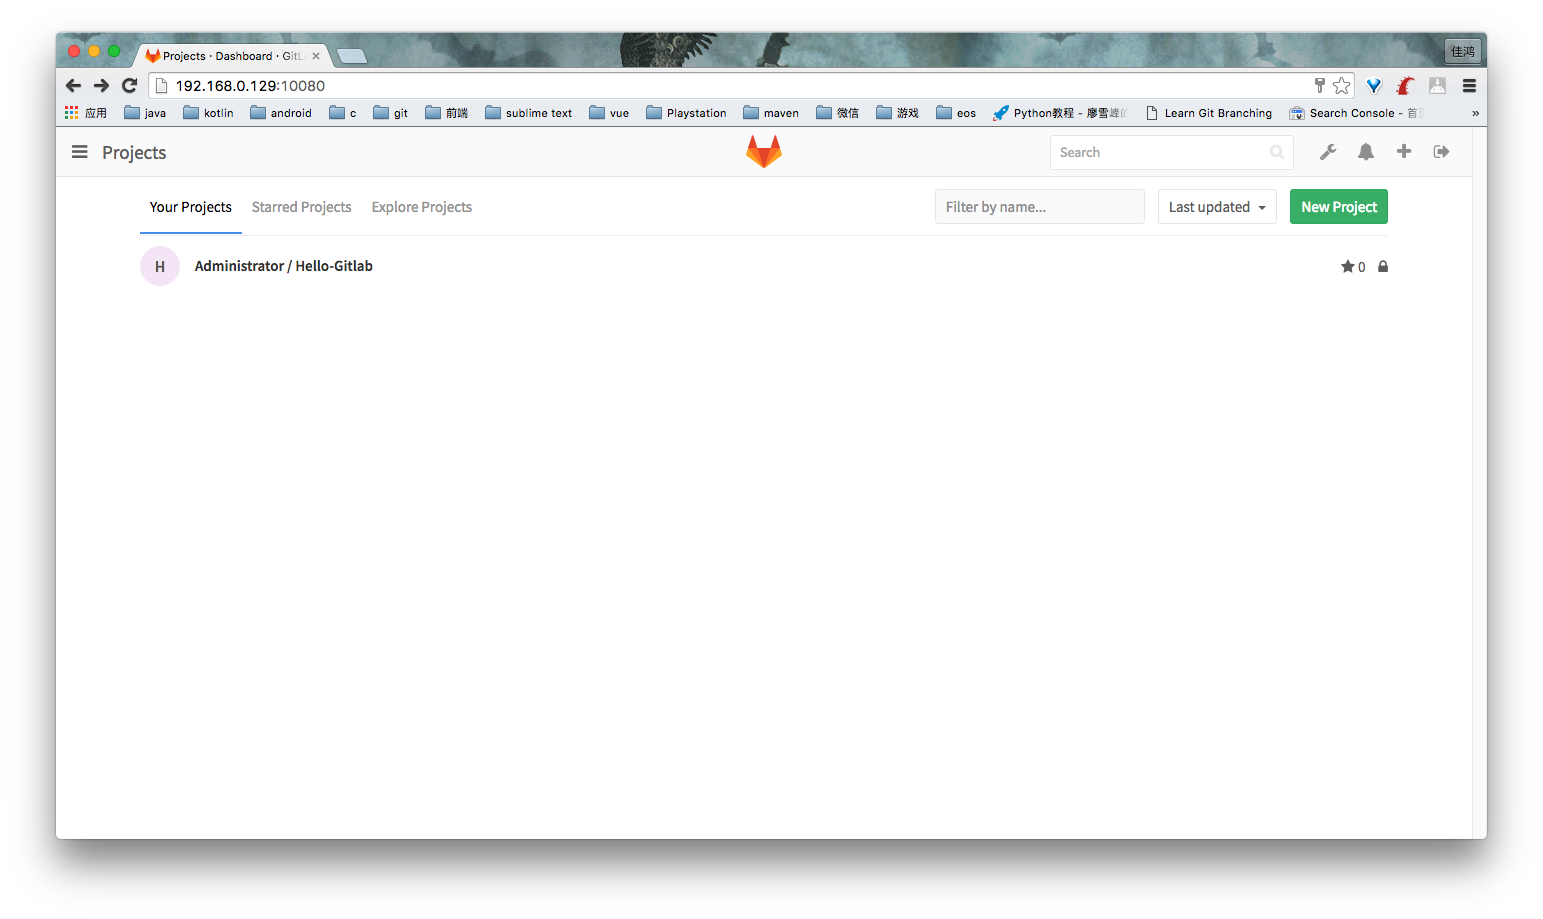 Projects · Dashboard · GitL
佳鸿
192.168.0.129:10080
应用 java kotlin android c git 前端 sublime text vue Playstation maven 微信 游戏 eos Python教程 - 廖雪峰的 Learn Git Branching Search Console - 首页 »
Projects Search
Your Projects Starred Projects Explore Projects Filter by name... Last updated New Project
H Administrator / Hello-Gitlab 0